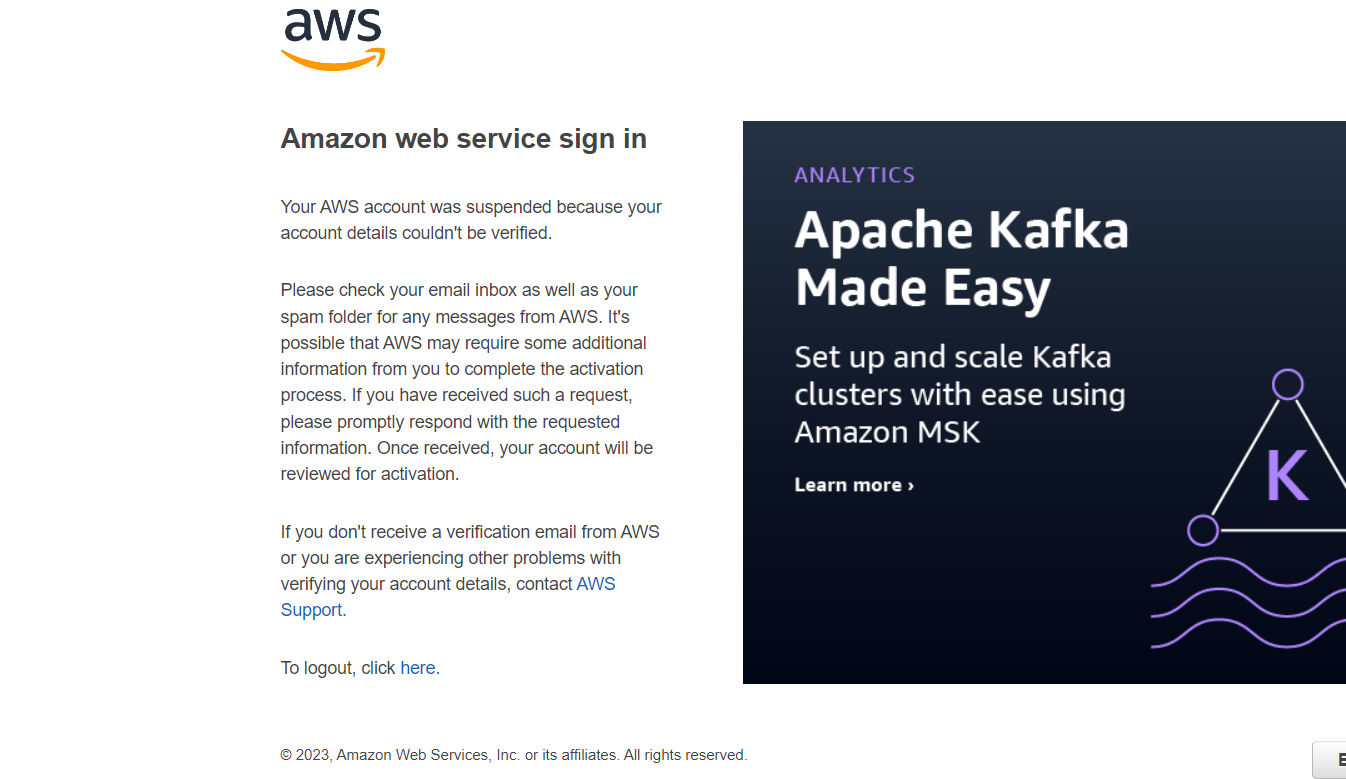 aws
Amazon web service sign in
Your AWS account was suspended because your
account details couldn't be verified.
Please check your email inbox as well as your
spam folder for any messages from AWS. It's
possible that AWS may require some additional
information from you to complete the activation
process. If you have received such a request,
please promptly respond with the requested
information. Once received, your account will be
reviewed for activation.
If you don't receive a verification email from AWS
or you are experiencing other problems with
verifying your account details, contact AWS
Support.
To logout, click here.
ANALYTICS
Apache Kafka
Made Easy
Set up and scale Kafka
clusters with ease using
Amazon MSK
Learn more ›
K
© 2023, Amazon Web Services, Inc. or its affiliates. All rights reserved.